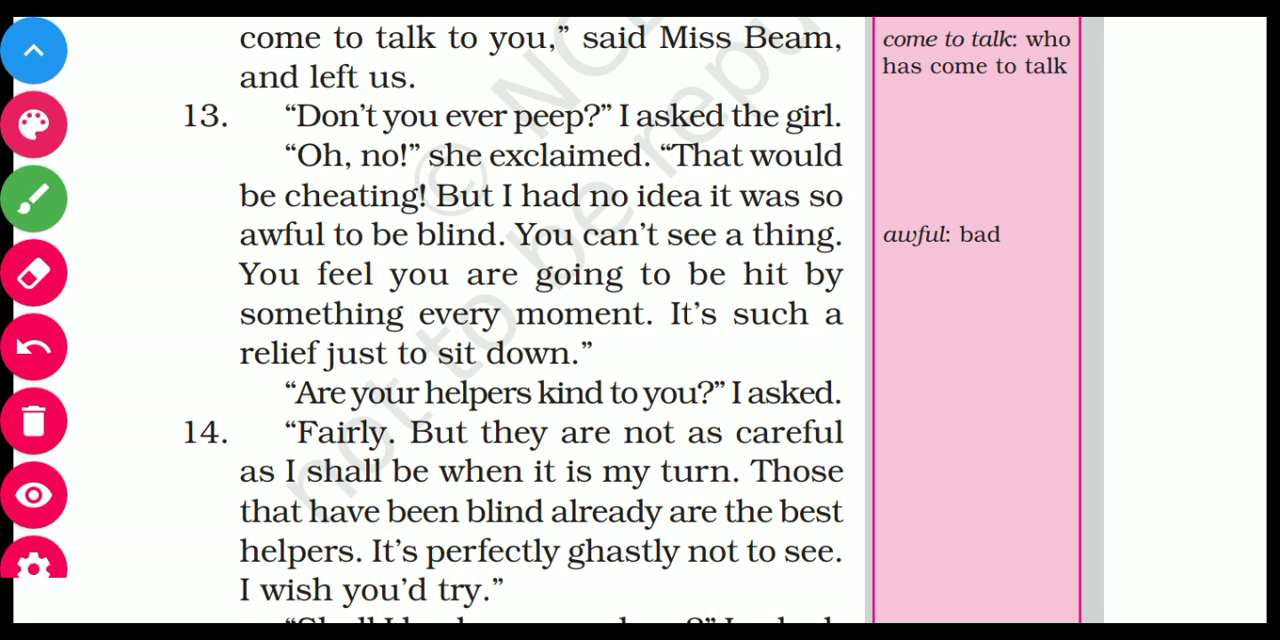 come to talk to you,” said Miss Beam,
and left us.
13. “Don’t you ever peep?” I asked the girl.
“Oh, no!” she exclaimed. “That would
be cheating! But I had no idea it was so
awful to be blind. You can’t see a thing.
You feel you are going to be hit by
something every moment. It’s such a
relief just to sit down.”
“Are your helpers kind to you?” I asked.
14. “Fairly. But they are not as careful
as I shall be when it is my turn. Those
that have been blind already are the best
helpers. It’s perfectly ghastly not to see.
I wish you’d try.”
come to talk: who
has come to talk
awful: bad
not to be repu
© NCE